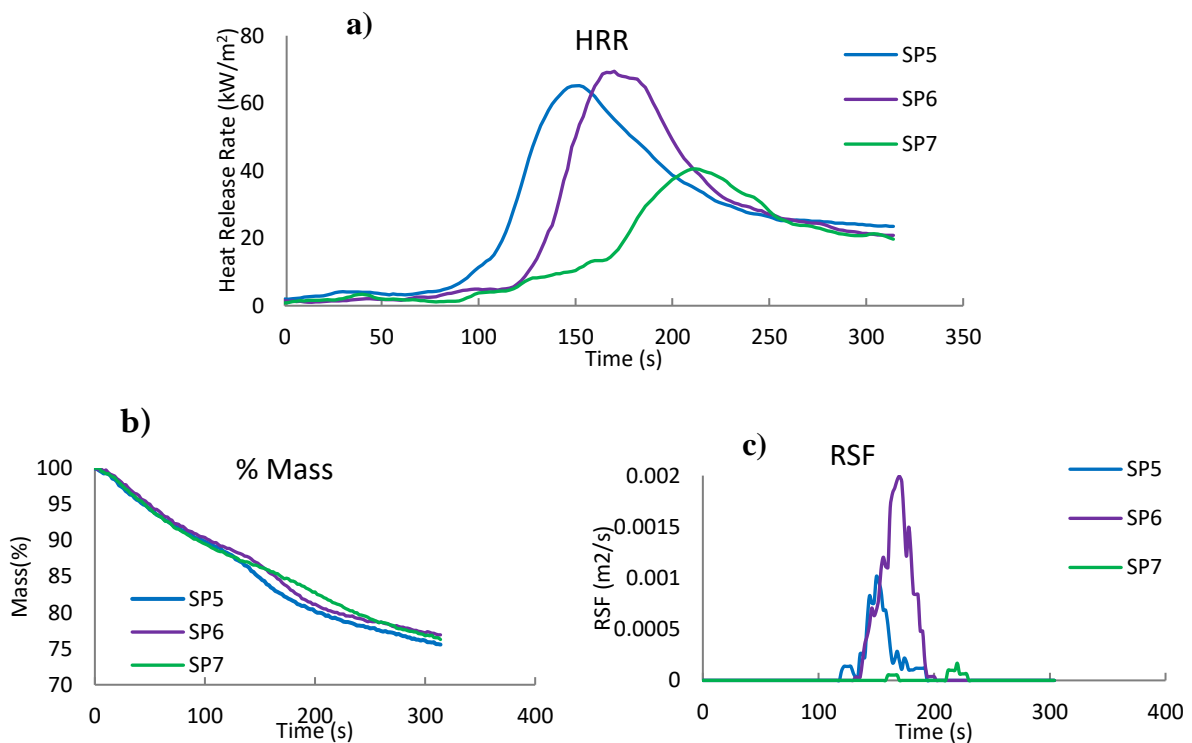 a)
HRR
Heat Release Rate (kW/m²)
80
60
40
20
0
0 50 100 150 200 250 300 350
Time (s)
SP5
SP6
SP7
b)
% Mass
Mass(%)
100
95
90
85
80
75
70
SP5
SP6
SP7
0 100 200 300 400
Time (s)
c)
RSF
RSF (m2/s)
0.002
0.0015
0.001
0.0005
0
0 100 200 300 400
Time (s)
SP5
SP6
SP7